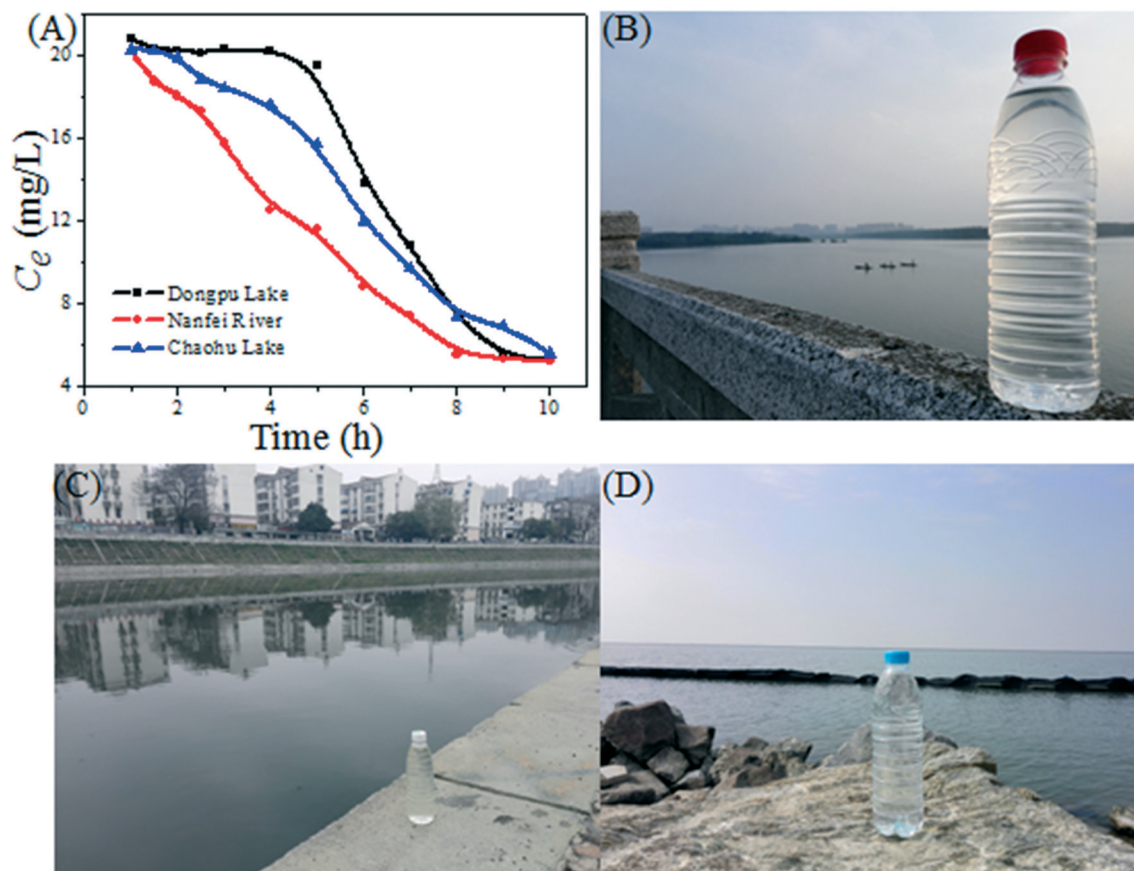 (A)
20
16
12
8
4
C_e (mg/L)
Dongpu Lake
Nanfei River
Chaohu Lake
0
2
4
6
8
10
Time (h)
(B)
(C)
(D)